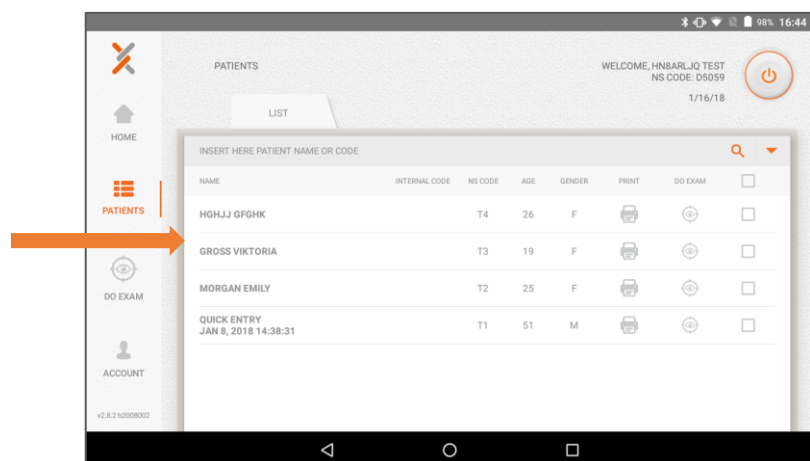 98% 16:44
PATIENTS
WELCOME, HN8ARLJQ TEST
NS CODE: D5059
1/16/18
LIST
HOME
INSERT HERE PATIENT NAME OR CODE
NAME INTERNAL CODE NS CODE AGE GENDER PRINT DO EXAM
PATIENTS
HGHJJ GFGHK T4 26 F
GROSS VIKTORIA T3 19 F
DO EXAM
MORGAN EMILY T2 25 F
QUICK ENTRY
JAN 8, 2018 14:38:31 T1 51 M
ACCOUNT
v2.8.2 b2008002